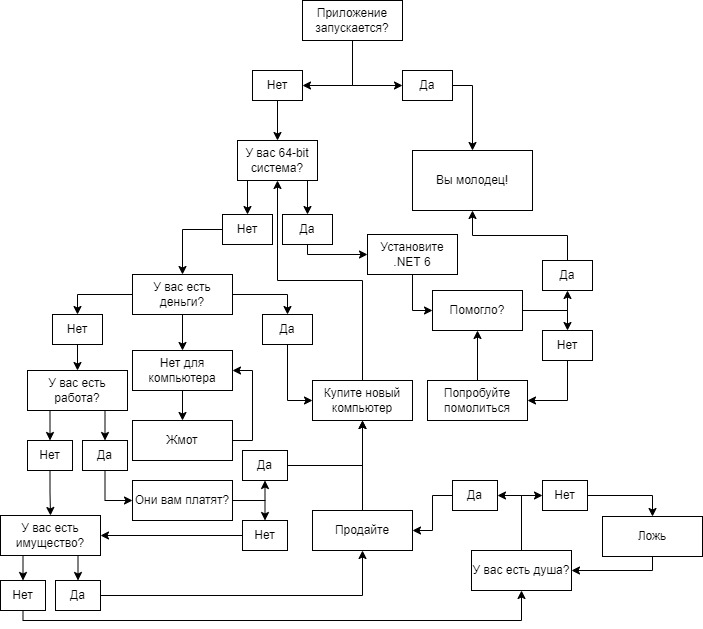 Приложение
запускается?
Нет
Да
У вас 64-bit
система?
Вы молодец!
Нет
Да
Установите
.NET 6
У вас есть
деньги?
Да
Помогло?
Нет
Да
Нет
Нет для
компьютера
У вас есть
работа?
Купите новый
компьютер
Попробуйте
помолиться
Жмот
Нет
Да
Да
Они вам платят?
Да
Нет
Нет
У вас есть
имущество?
Продайте
Ложь
У вас есть душа?
Нет
Да